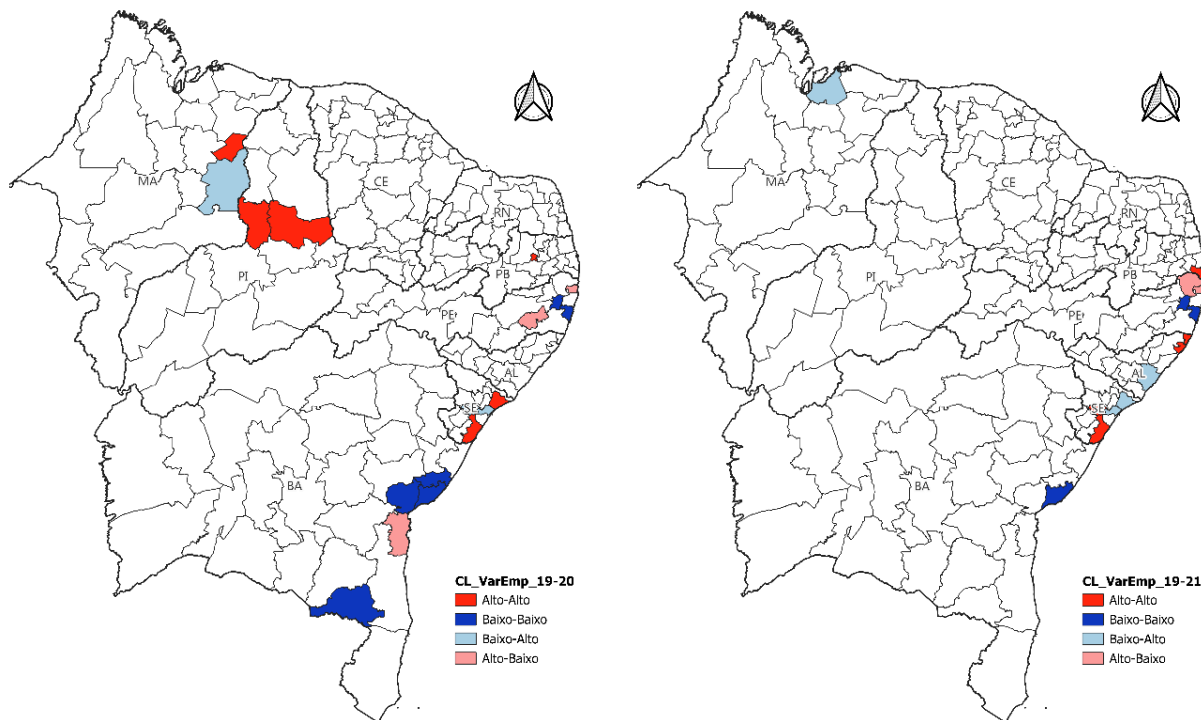 MA
CE
RN
PB
PI
PE
AL
SE
BA
CL_VarEmp_19-20
Alto-Alto
Baixo-Baixo
Baixo-Alto
Alto-Baixo
MA
CE
RN
PB
PI
PE
AL
SE
BA
CL_VarEmp_19-21
Alto-Alto
Baixo-Baixo
Baixo-Alto
Alto-Baixo